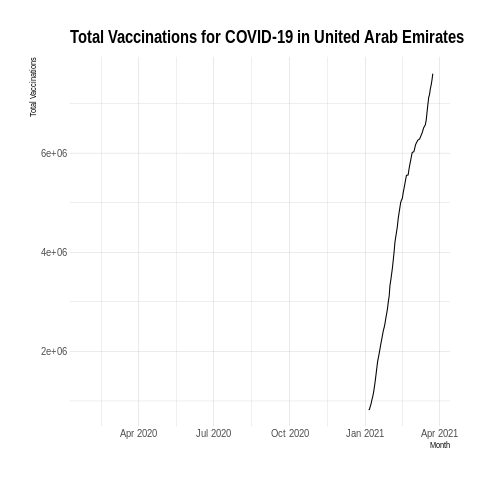 Total Vaccinations for COVID-19 in United Arab Emirates
Total Vaccinations
6e+06
4e+06
2e+06
Apr 2020 Jul 2020 Oct 2020 Jan 2021 Apr 2021
Month